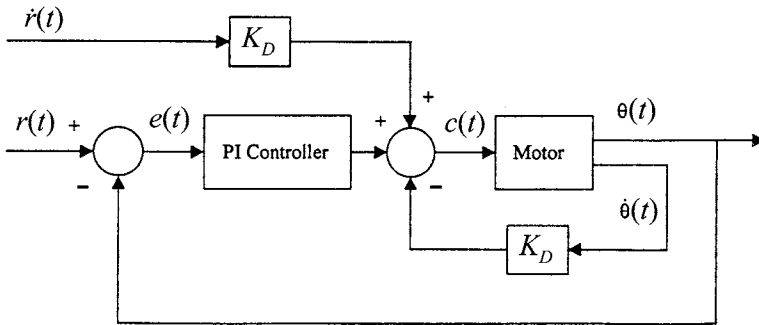 ṙ(t)
K_D
+
r(t) + e(t) PI Controller + c(t) Motor θ(t)
−
−
θ̇(t)
K_D